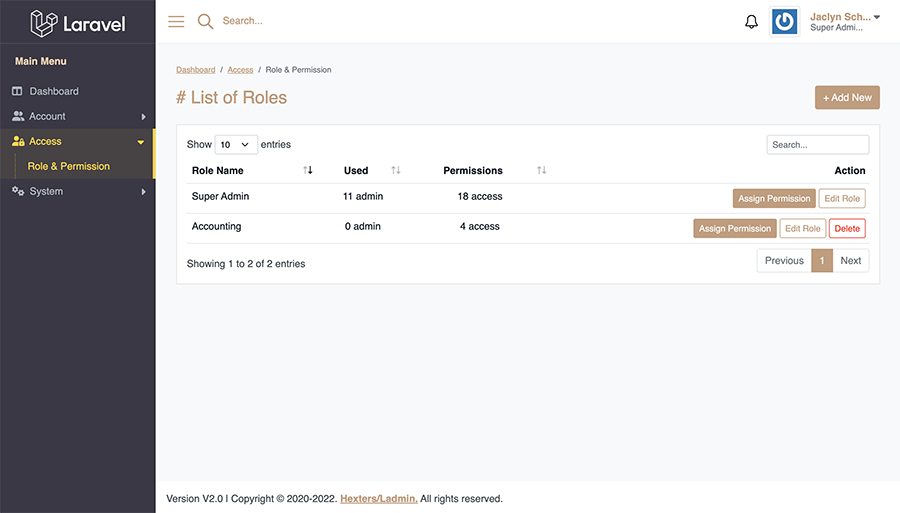 Laravel
Search...
Jaclyn Sch...
Super Admi...
Main Menu
Dashboard
Account
Access
Role & Permission
System
Dashboard / Access / Role & Permission
# List of Roles
+ Add New
Show 10 entries
Search...
Role Name Used Permissions Action
Super Admin 11 admin 18 access Assign Permission Edit Role
Accounting 0 admin 4 access Assign Permission Edit Role Delete
Showing 1 to 2 of 2 entries
Previous 1 Next
Version V2.0 | Copyright © 2020-2022. Hexters/Ladmin. All rights reserved.